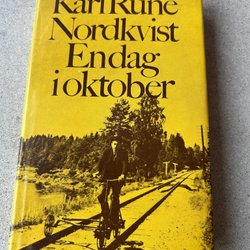 Karl Rune
Nordkvist
En dag
i oktober